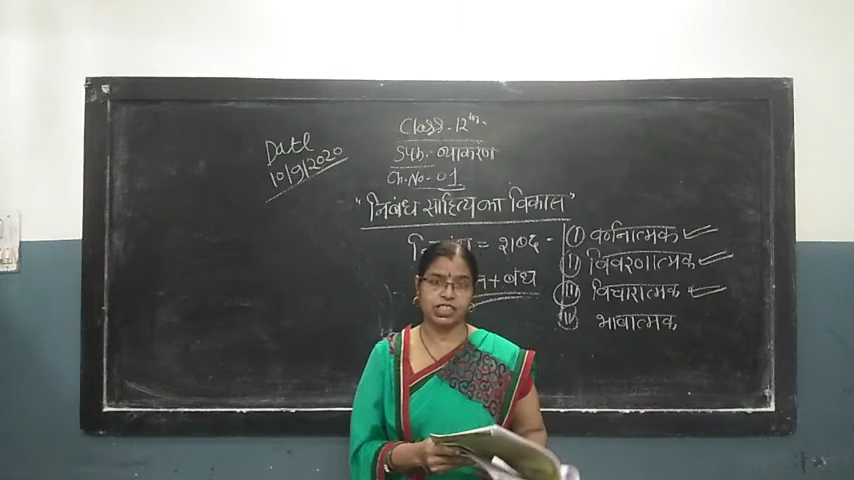 Date
10/9/2020
Class-12th-
Sub:- व्याकरण
Ch.No-01
"निबंध साहित्य का विकास"
= शब्द -
+ बंध
(I) वर्णनात्मक
(II) विवरणात्मक
(III) विचारात्मक
(IV) भावात्मक